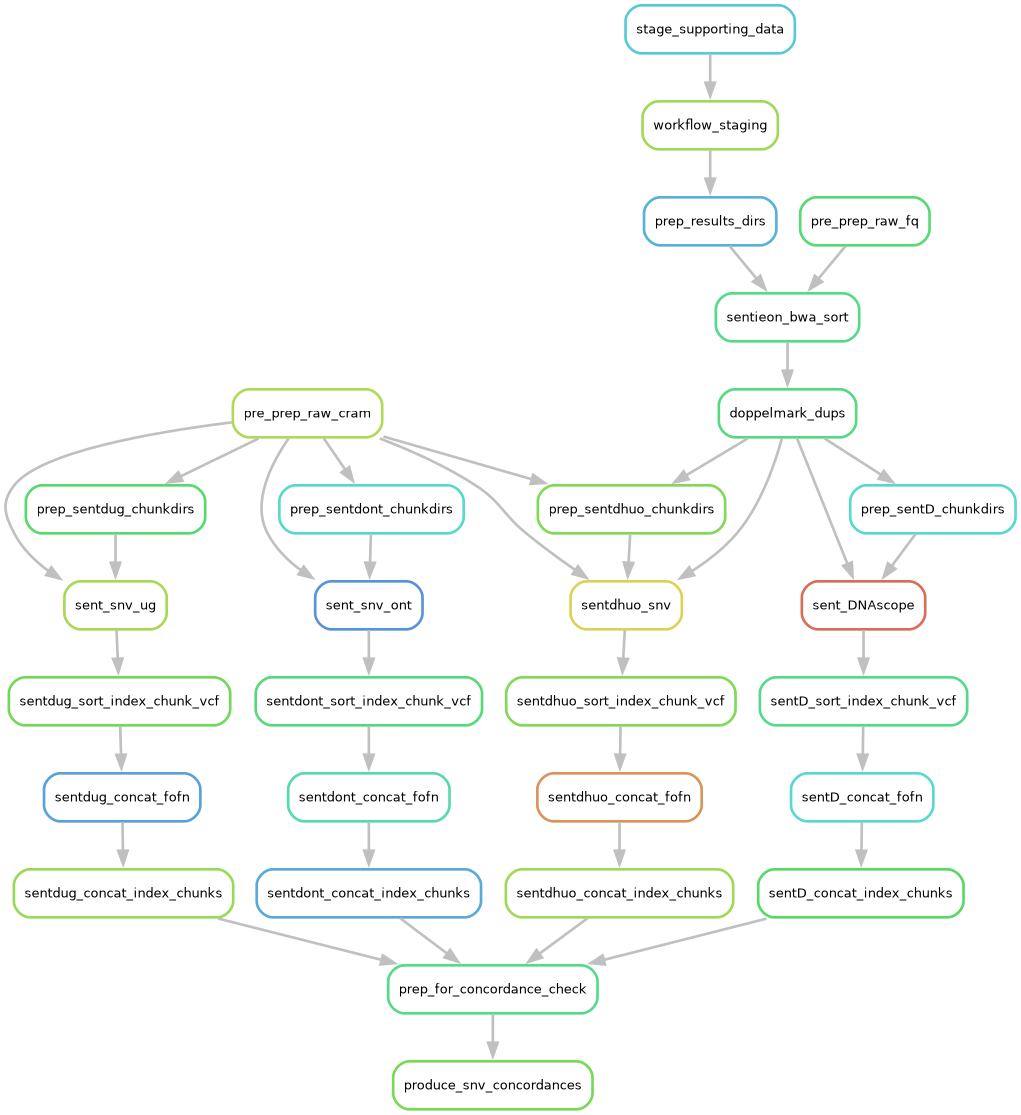 stage_supporting_data
workflow_staging
prep_results_dirs
pre_prep_raw_fq
sentieon_bwa_sort
pre_prep_raw_cram
doppelmark_dups
prep_sentdug_chunkdirs
prep_sentdont_chunkdirs
prep_sentdhuo_chunkdirs
prep_sentD_chunkdirs
sent_snv_ug
sent_snv_ont
sentdhuo_snv
sent_DNAscope
sentdug_sort_index_chunk_vcf
sentdont_sort_index_chunk_vcf
sentdhuo_sort_index_chunk_vcf
sentD_sort_index_chunk_vcf
sentdug_concat_fofn
sentdont_concat_fofn
sentdhuo_concat_fofn
sentD_concat_fofn
sentdug_concat_index_chunks
sentdont_concat_index_chunks
sentdhuo_concat_index_chunks
sentD_concat_index_chunks
prep_for_concordance_check
produce_snv_concordances